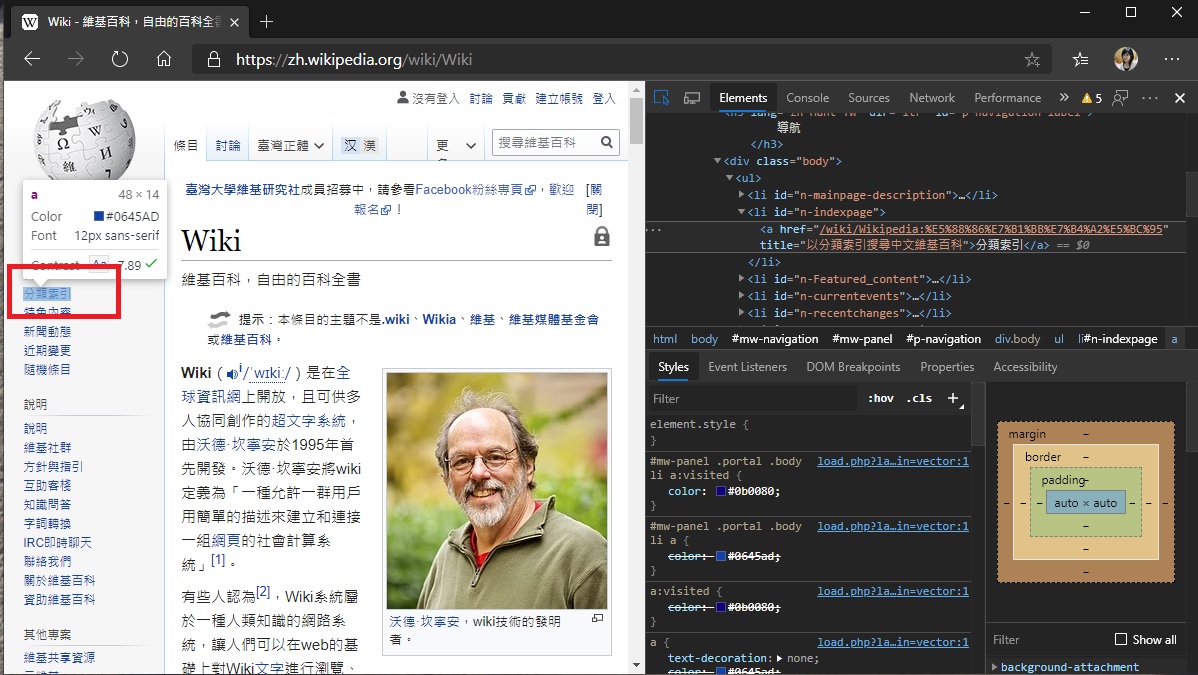 Wiki - 維基百科，自由的百科全書
https://zh.wikipedia.org/wiki/Wiki
沒有登入 討論 貢獻 建立帳號 登入
條目 討論 臺灣正體 汉 漢 更 搜尋維基百科
臺灣大學維基研究社成員招募中，請參看Facebook粉絲專頁，歡迎報名！ [關閉]
Wiki
維基百科，自由的百科全書
提示：本條目的主題不是.wiki、Wikia、維基、維基媒體基金會
或維基百科。
Wiki（ i/ˈwɪkiː/）是在全
球資訊網上開放，且可供多
人協同創作的超文字系統，
由沃德·坎寧安於1995年首
先開發。沃德·坎寧安將wiki
定義為「一種允許一群用戶
用簡單的描述來建立和連接
一組網頁的社會計算系
統」[1]。
有些人認為[2]，Wiki系統屬
於一種人類知識的網路系
統，讓人們可以在web的基
礎上對Wiki文字進行瀏覽、
沃德·坎寧安，wiki技術的發明
者。
a 48 × 14
Color #0645AD
Font 12px sans-serif
Contrast Aa 7.89
分類索引
特色內容
新聞動態
近期變更
隨機條目
說明
說明
維基社群
方針與指引
互助客棧
知識問答
字詞轉換
IRC即時聊天
聯絡我們
關於維基百科
資助維基百科
其他專案
維基共享資源
Elements Console Sources Network Performance » 5
導航
</h3>
<div class="body">
<ul>
<li id="n-mainpage-description">…</li>
<li id="n-indexpage">
<a href="/wiki/Wikipedia:%E5%88%86%E7%B1%BB%E7%B4%A2%E5%BC%95"
title="以分類索引搜尋中文維基百科">分類索引</a> == $0
</li>
<li id="n-Featured_content">…</li>
<li id="n-currentevents">…</li>
<li id="n-recentchanges">…</li>
html body #mw-navigation #mw-panel #p-navigation div.body ul li#n-indexpage a
Styles Event Listeners DOM Breakpoints Properties Accessibility
Filter :hov .cls +
element.style {
}
#mw-panel .portal .body load.php?la…in=vector:1
li a:visited {
color: #0b0080;
}
#mw-panel .portal .body load.php?la…in=vector:1
li a {
color: #0645ad;
}
a:visited { load.php?la…in=vector:1
color: #0b0080;
}
a { load.php?la…in=vector:1
text-decoration: none;
color: #0645ad;
margin –
border –
padding –
– – – auto × auto – – –
–
–
–
Filter Show all
background-attachment